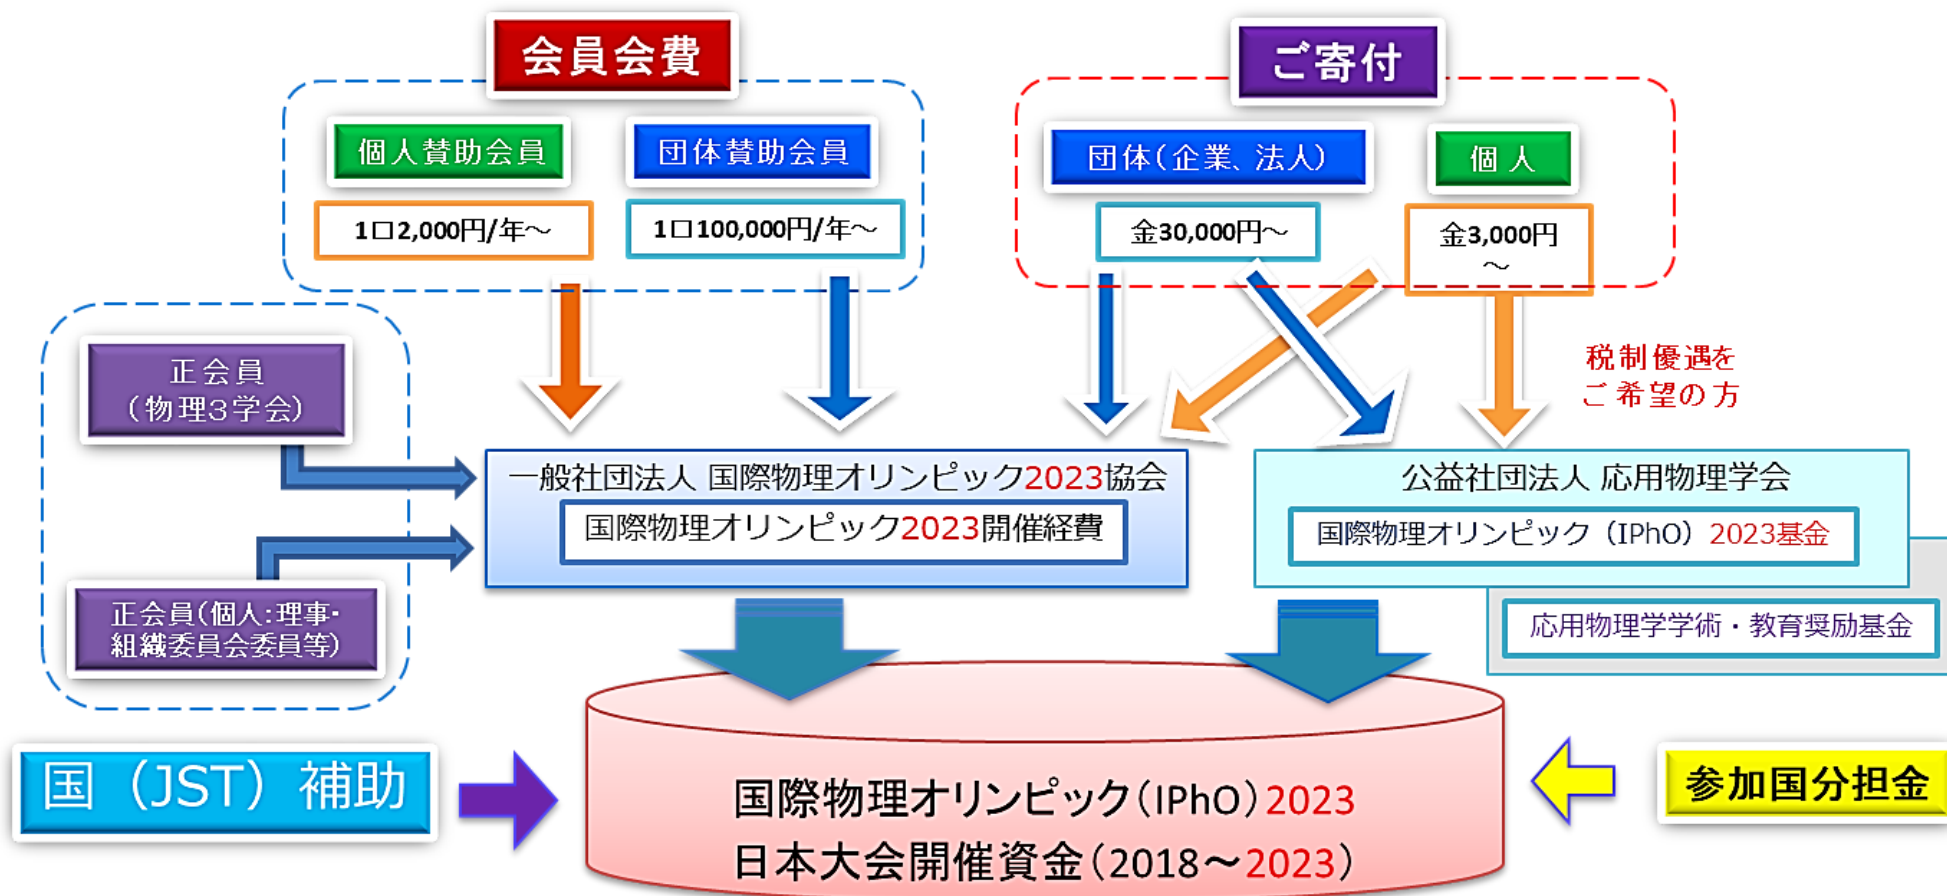 会員会費
ご寄付
個人賛助会員
団体賛助会員
団体(企業、法人)
個人
1口2,000円/年～
1口100,000円/年～
金30,000円～
金3,000円
～
税制優遇を
ご希望の方
正会員
(物理3学会)
一般社団法人 国際物理オリンピック2023協会
国際物理オリンピック2023開催経費
公益社団法人 応用物理学会
国際物理オリンピック（IPhO）2023基金
正会員(個人:理事・
組織委員会委員等)
応用物理学学術・教育奨励基金
国（JST）補助
参加国分担金
国際物理オリンピック(IPhO)2023
日本大会開催資金(2018～2023)